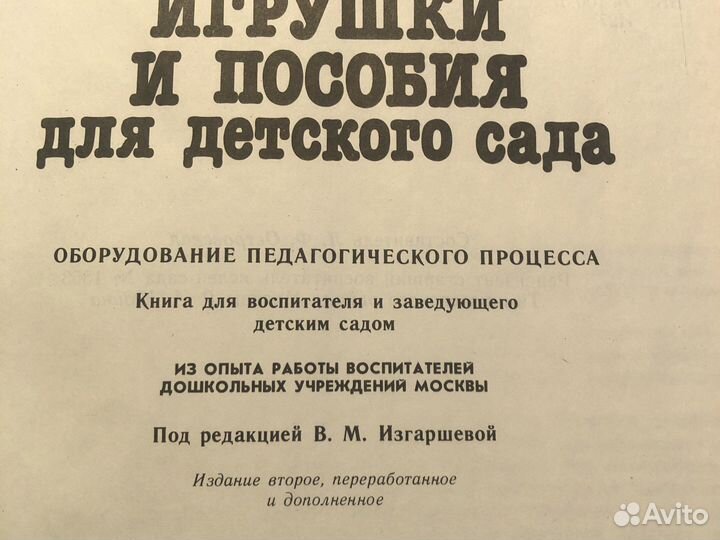 ИГРУШКИ
И ПОСОБИЯ
для детского сада
ОБОРУДОВАНИЕ ПЕДАГОГИЧЕСКОГО ПРОЦЕССА
Книга для воспитателя и заведующего
детским садом
ИЗ ОПЫТА РАБОТЫ ВОСПИТАТЕЛЕЙ
ДОШКОЛЬНЫХ УЧРЕЖДЕНИЙ МОСКВЫ
Под редакцией В. М. Изгаршевой
Издание второе, переработанное
и дополненное
Avito